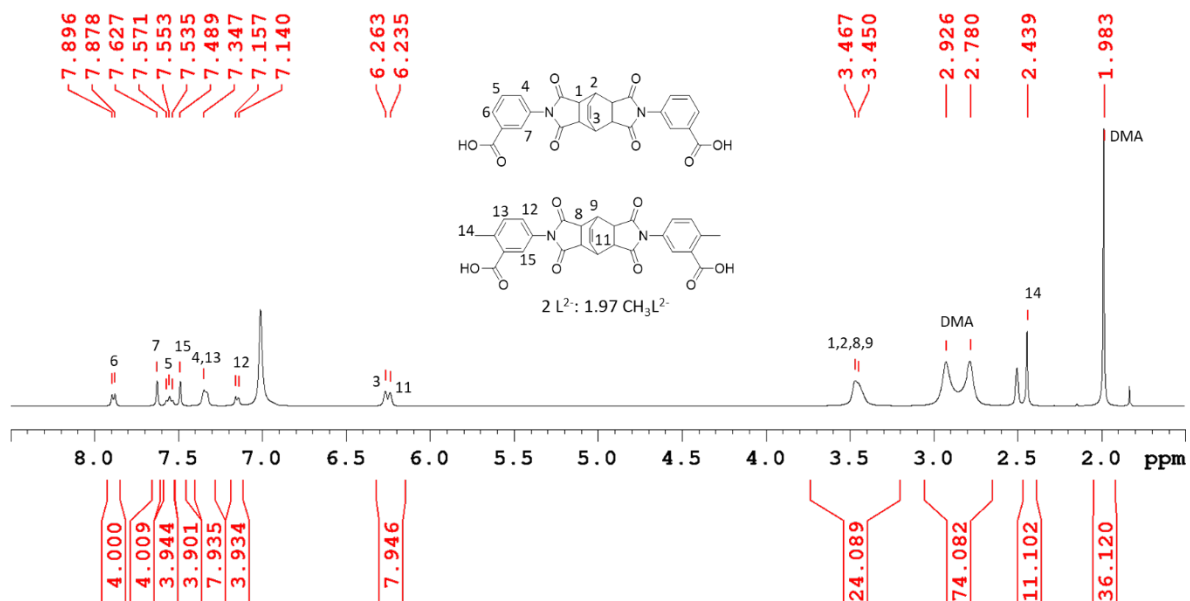 7.896
7.878
7.627
7.571
7.553
7.535
7.489
7.347
7.157
7.140
6.263
6.235
3.467
3.450
2.926
2.780
2.439
1.983
O 2 O
5 4 1
6 N 3 N
7 O O
HO O O OH
O 9 O
13 12 8
14 N 11 N
15 O O
HO O O OH
2 L²⁻: 1.97 CH₃L²⁻
DMA
6 7 5 15 4,13 12 3 11 1,2,8,9 DMA 14
8.0 7.5 7.0 6.5 6.0 5.5 5.0 4.5 4.0 3.5 3.0 2.5 2.0 ppm
4.000
4.009
3.944
3.901
7.935
3.934
7.946
24.089
74.082
11.102
36.120